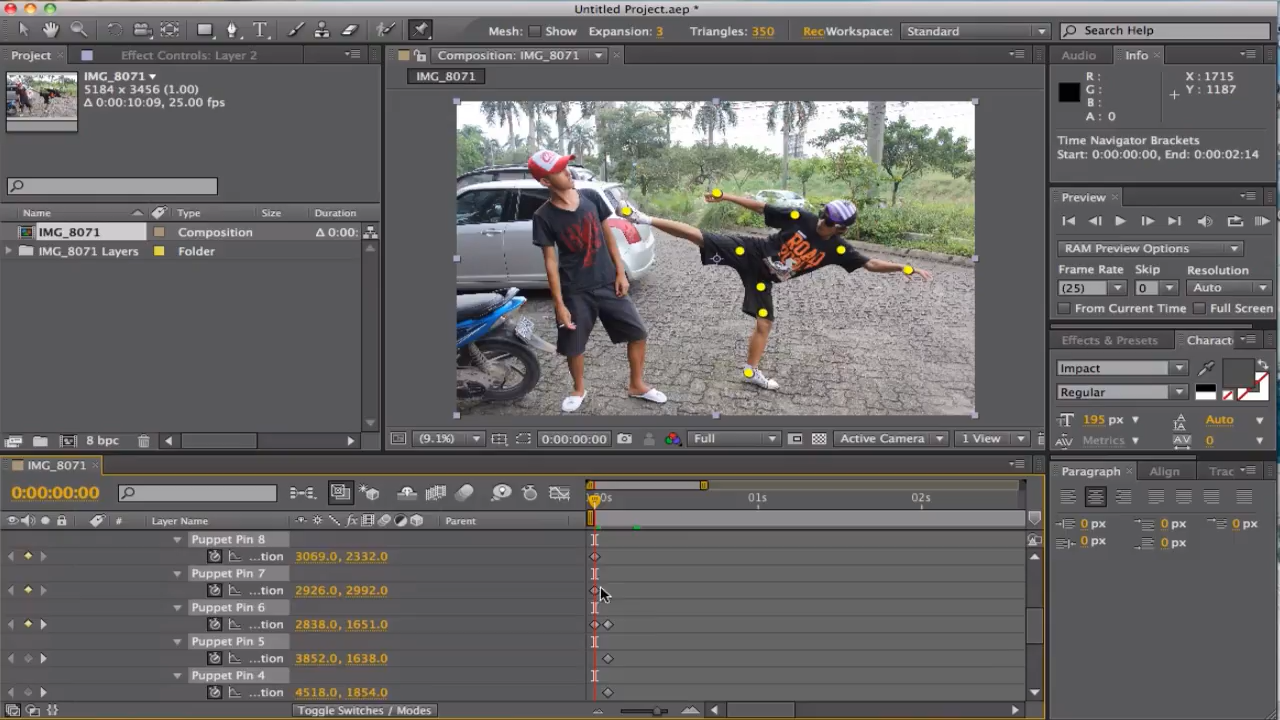 Untitled Project.aep *
Mesh: Show Expansion: 3 Triangles: 350 Rec Workspace: Standard Search Help
Project Effect Controls: Layer 2 Composition: IMG_8071 Audio Info
IMG_8071
5184 x 3456 (1.00)
Δ 0:00:10:09, 25.00 fps
IMG_8071
R :
G :
B :
A : 0
X : 1715
Y : 1187
Time Navigator Brackets
Start: 0:00:00:00, End: 0:00:02:14
Preview
RAM Preview Options
Frame Rate Skip Resolution
(25) 0 Auto
From Current Time Full Screen
Name Type Size Duration
IMG_8071 Composition Δ 0:00:
IMG_8071 Layers Folder
ROAD
Effects & Presets Charact
Impact
Regular
195 px Auto
Metrics 0
8 bpc (9.1%) 0:00:00:00 Full Active Camera 1 View
IMG_8071
0:00:00:00
:00s 01s 02s
# Layer Name Parent
Puppet Pin 8
...tion 3069.0, 2332.0
Puppet Pin 7
...tion 2926.0, 2992.0
Puppet Pin 6
...tion 2838.0, 1651.0
Puppet Pin 5
...tion 3852.0, 1638.0
Puppet Pin 4
...tion 4518.0, 1854.0
Toggle Switches / Modes
Paragraph Align Trac
0 px 0 px 0 px
0 px 0 px